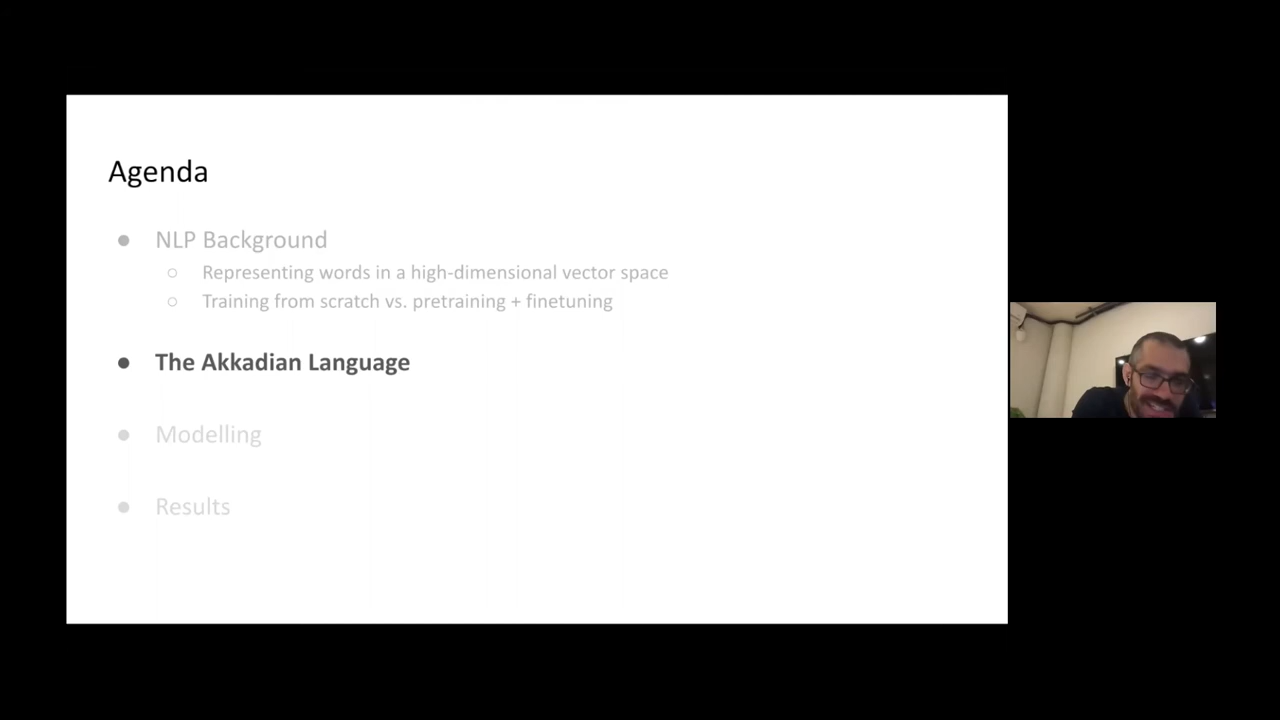 Agenda
● NLP Background
○ Representing words in a high-dimensional vector space
○ Training from scratch vs. pretraining + finetuning
● The Akkadian Language
● Modelling
● Results